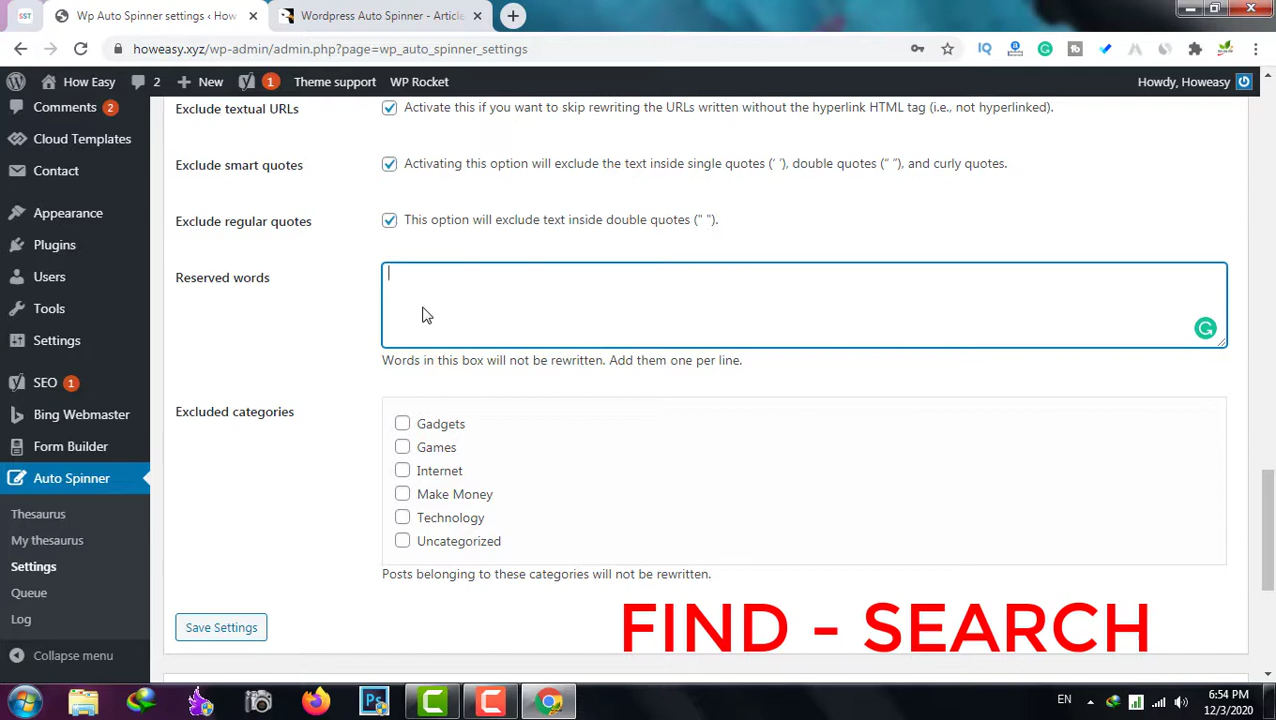 SST
Wp Auto Spinner settings ‹ How
Wordpress Auto Spinner - Article
howeasy.xyz/wp-admin/admin.php?page=wp_auto_spinner_settings
How Easy
2
New
1
Theme support
WP Rocket
Howdy, Howeasy
Comments 2
Cloud Templates
Contact
Appearance
Plugins
Users
Tools
Settings
SEO 1
Bing Webmaster
Form Builder
Auto Spinner
Thesaurus
My thesaurus
Settings
Queue
Log
Collapse menu
Exclude textual URLs
Activate this if you want to skip rewriting the URLs written without the hyperlink HTML tag (i.e., not hyperlinked).
Exclude smart quotes
Activating this option will exclude the text inside single quotes (‘ ’), double quotes (“ ”), and curly quotes.
Exclude regular quotes
This option will exclude text inside double quotes (" ").
Reserved words
Words in this box will not be rewritten. Add them one per line.
Excluded categories
Gadgets
Games
Internet
Make Money
Technology
Uncategorized
Posts belonging to these categories will not be rewritten.
FIND - SEARCH
Save Settings
EN
6:54 PM
12/3/2020